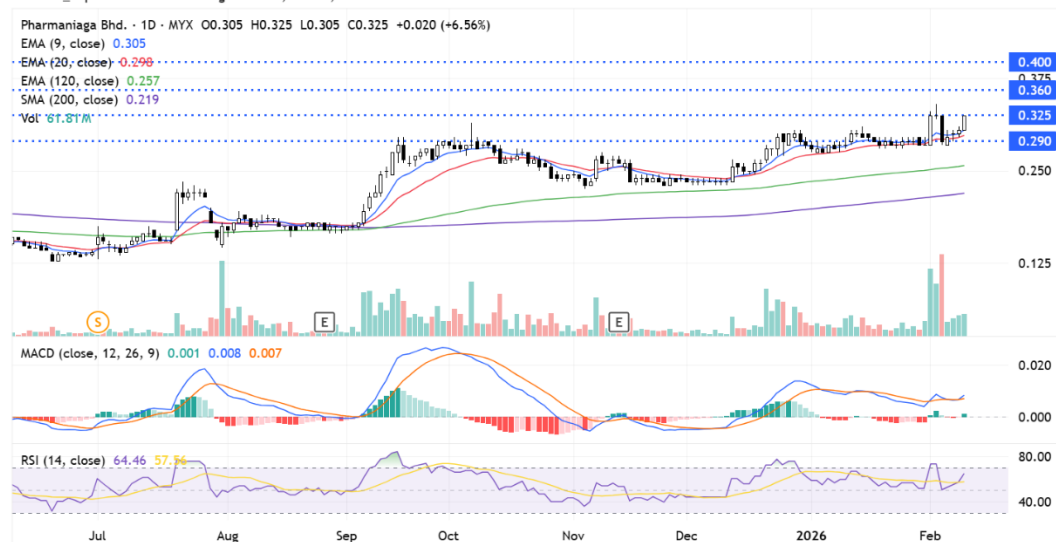 Pharmaniaga Bhd. · 1D · MYX O0.305 H0.325 L0.305 C0.325 +0.020 (+6.56%)
EMA (9, close) 0.305
EMA (20, close) 0.298
EMA (120, close) 0.257
SMA (200, close) 0.219
Vol 61.81M
0.400
0.375
0.360
0.325
0.290
0.250
0.125
S
E
E
MACD (close, 12, 26, 9) 0.001 0.008 0.007
0.020
0.000
RSI (14, close) 64.46 57.56
80.00
40.00
Jul Aug Sep Oct Nov Dec 2026 Feb